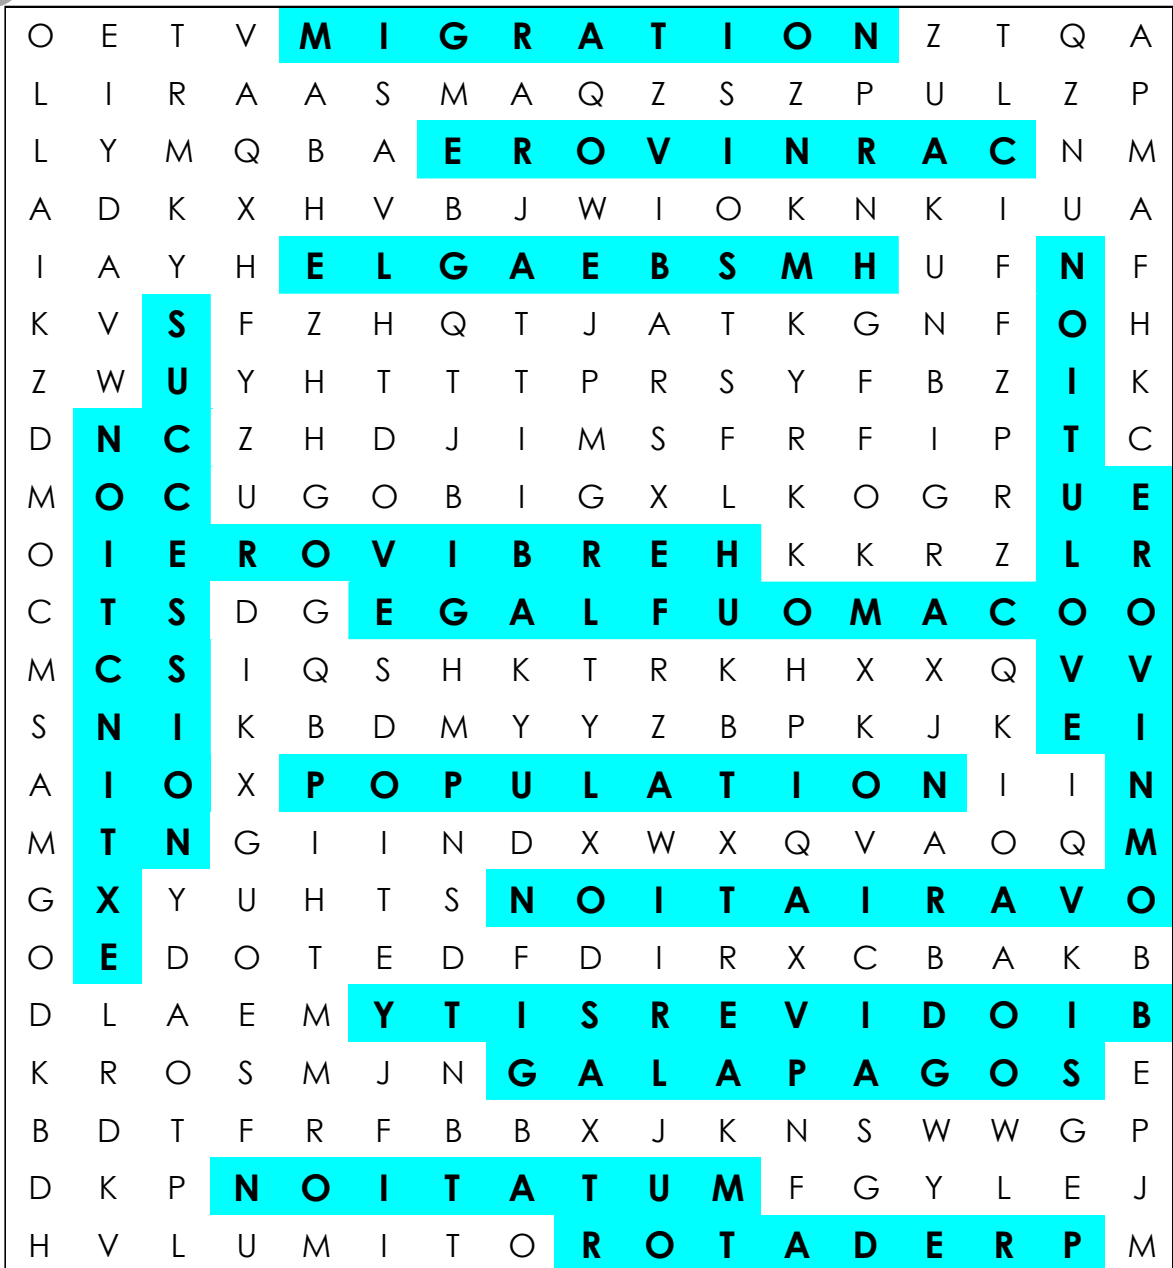 O E T V M I G R A T I O N Z T Q A
L I R A A S M A Q Z S Z P U L Z P
L Y M Q B A E R O V I N R A C N M
A D K X H V B J W I O K N K I U A
I A Y H E L G A E B S M H U F N F
K V S F Z H Q T J A T K G N F O H
Z W U Y H T T T P R S Y F B Z I K
D N C Z H D J I M S F R F I P T C
M O C U G O B I G X L K O G R U E
O I E R O V I B R E H K K R Z L R
C T S D G E G A L F U O M A C O O
M C S I Q S H K T R K H X X Q V V
S N I K B D M Y Y Z B P K J K E I
A I O X P O P U L A T I O N I I N
M T N G I I N D X W X Q V A O Q M
G X Y U H T S N O I T A I R A V O
O E D O T E D F D I R X C B A K B
D L A E M Y T I S R E V I D O I B
K R O S M J N G A L A P A G O S E
B D T F R F B B X J K N S W W G P
D K P N O I T A T U M F G Y L E J
H V L U M I T O R O T A D E R P M